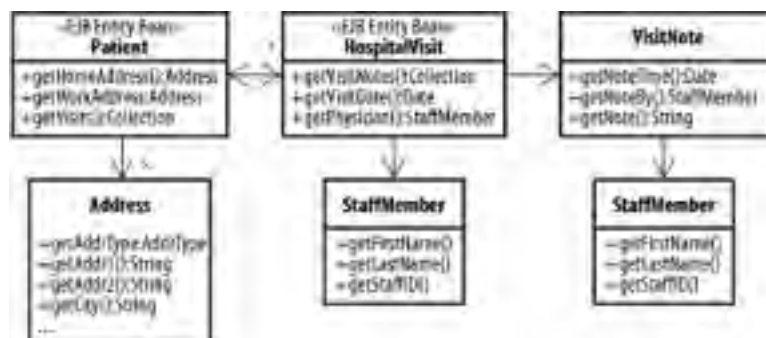 «EJB Entity Bean»
Patient
+getHomeAddress():Address
+getWorkAddress:Address
+getVisits():Collection
«EJB Entity Bean»
HospitalVisit
+getVisitNotes():Collection
+getVisitDate():Date
+getPhysician():StaffMember
VisitNote
+getNoteTime():Date
+getNoteBy():StaffMember
+getNote():String
Address
+getAddrType:AddrType
+getAddr1():String
+getAddr2():String
+getCity():String
...
StaffMember
+getFirstName()
+getLastName()
+getStaffID()
StaffMember
+getFirstName()
+getLastName()
+getStaffID()